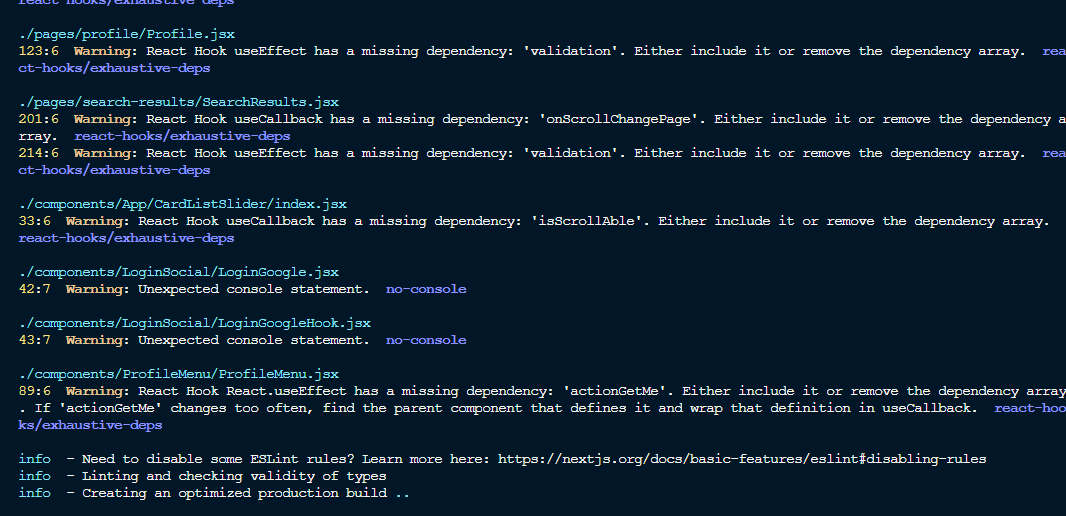 react-hooks/exhaustive-deps
./pages/profile/Profile.jsx
123:6  Warning: React Hook useEffect has a missing dependency: 'validation'. Either include it or remove the dependency array.  rea
ct-hooks/exhaustive-deps
./pages/search-results/SearchResults.jsx
201:6  Warning: React Hook useCallback has a missing dependency: 'onScrollChangePage'. Either include it or remove the dependency a
rray.  react-hooks/exhaustive-deps
214:6  Warning: React Hook useEffect has a missing dependency: 'validation'. Either include it or remove the dependency array.  rea
ct-hooks/exhaustive-deps
./components/App/CardListSlider/index.jsx
33:6  Warning: React Hook useCallback has a missing dependency: 'isScrollAble'. Either include it or remove the dependency array.
react-hooks/exhaustive-deps
./components/LoginSocial/LoginGoogle.jsx
42:7  Warning: Unexpected console statement.  no-console
./components/LoginSocial/LoginGoogleHook.jsx
43:7  Warning: Unexpected console statement.  no-console
./components/ProfileMenu/ProfileMenu.jsx
89:6  Warning: React Hook React.useEffect has a missing dependency: 'actionGetMe'. Either include it or remove the dependency array
. If 'actionGetMe' changes too often, find the parent component that defines it and wrap that definition in useCallback.  react-hoo
ks/exhaustive-deps
info  - Need to disable some ESLint rules? Learn more here: https://nextjs.org/docs/basic-features/eslint#disabling-rules
info  - Linting and checking validity of types
info  - Creating an optimized production build ..